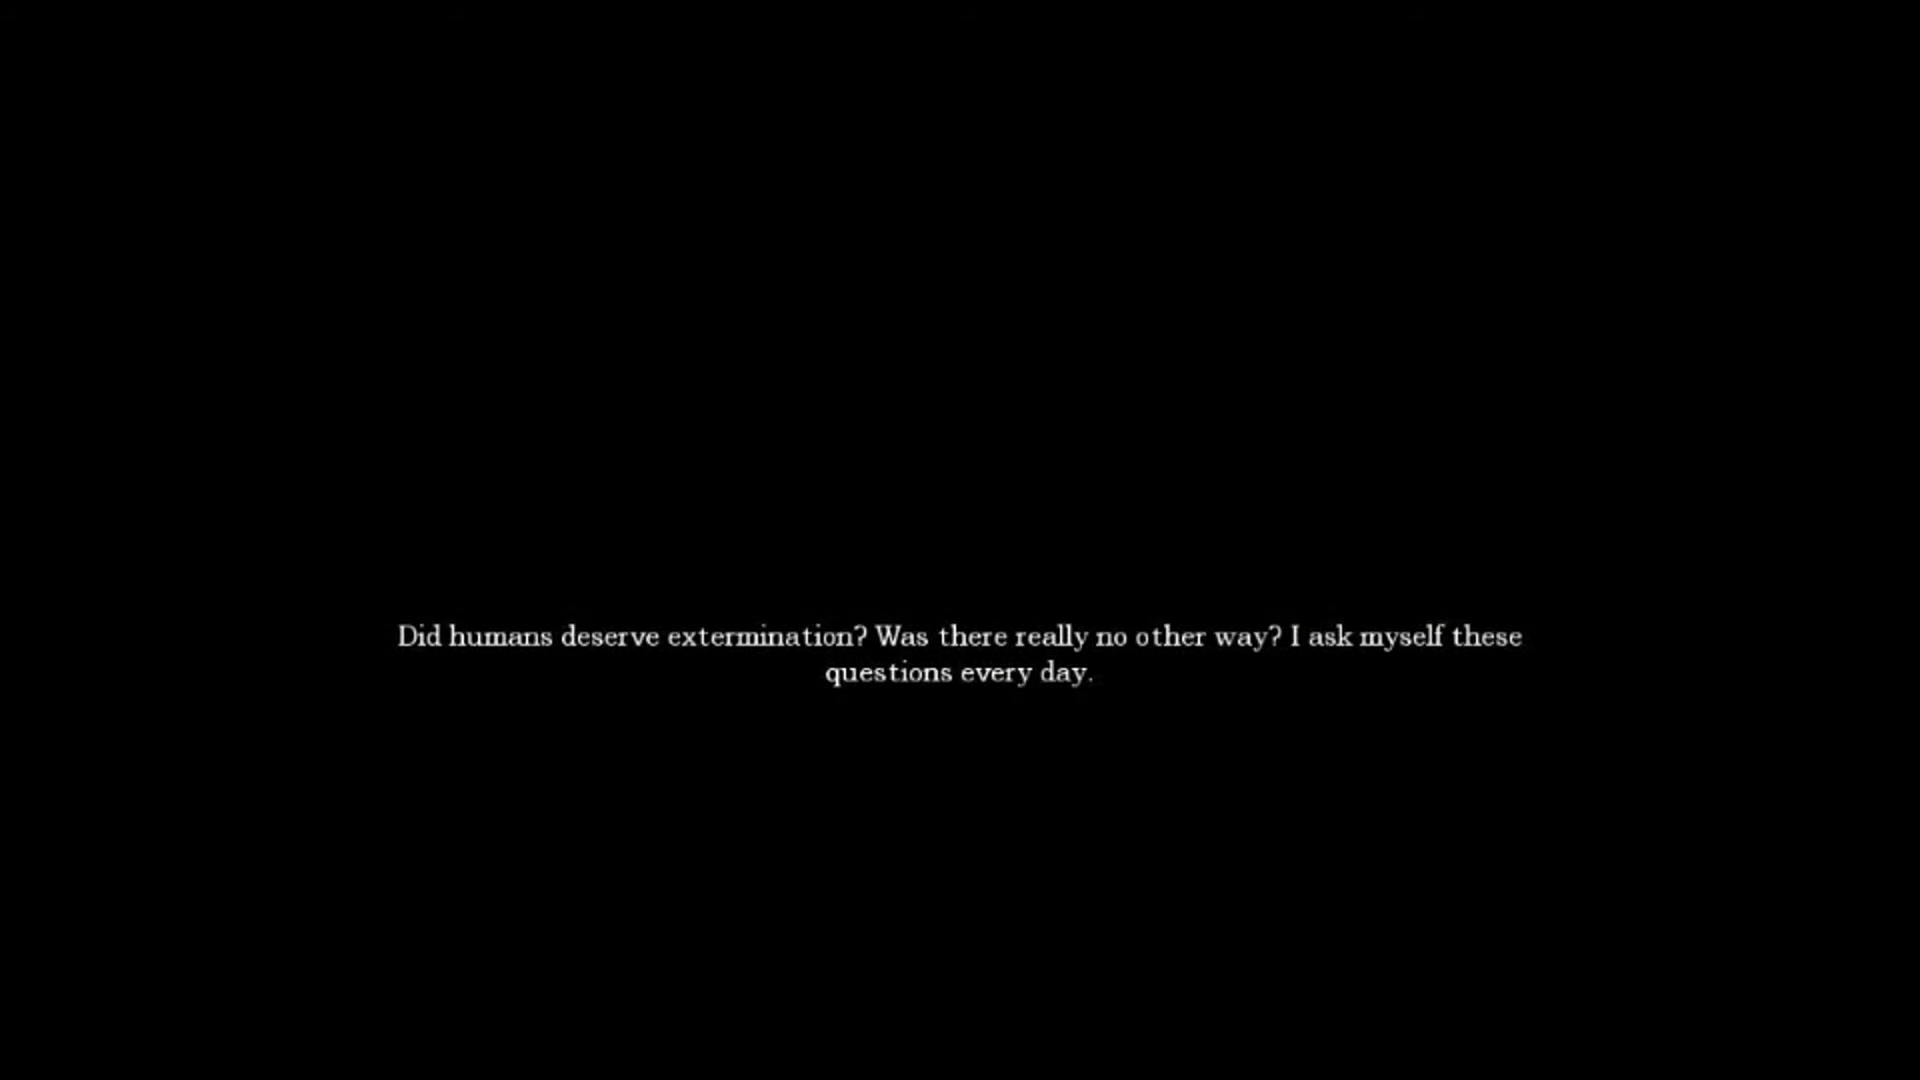 Did humans deserve extermination? Was there really no other way? I ask myself these
questions every day.